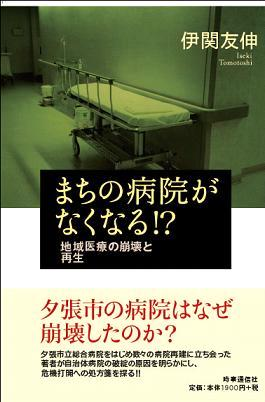 伊関友伸
Iseki
Tomotoshi
まちの病院が
なくなる!?
地域医療の崩壊と
再生
夕張市の病院はなぜ
崩壊したのか?
夕張市立総合病院をはじめ数々の病院再建に立ち会った
著者が自治体病院の破綻の原因を明らかにし、
危機打開への処方箋を探る!!
時事通信社
定価:本体1900円+税